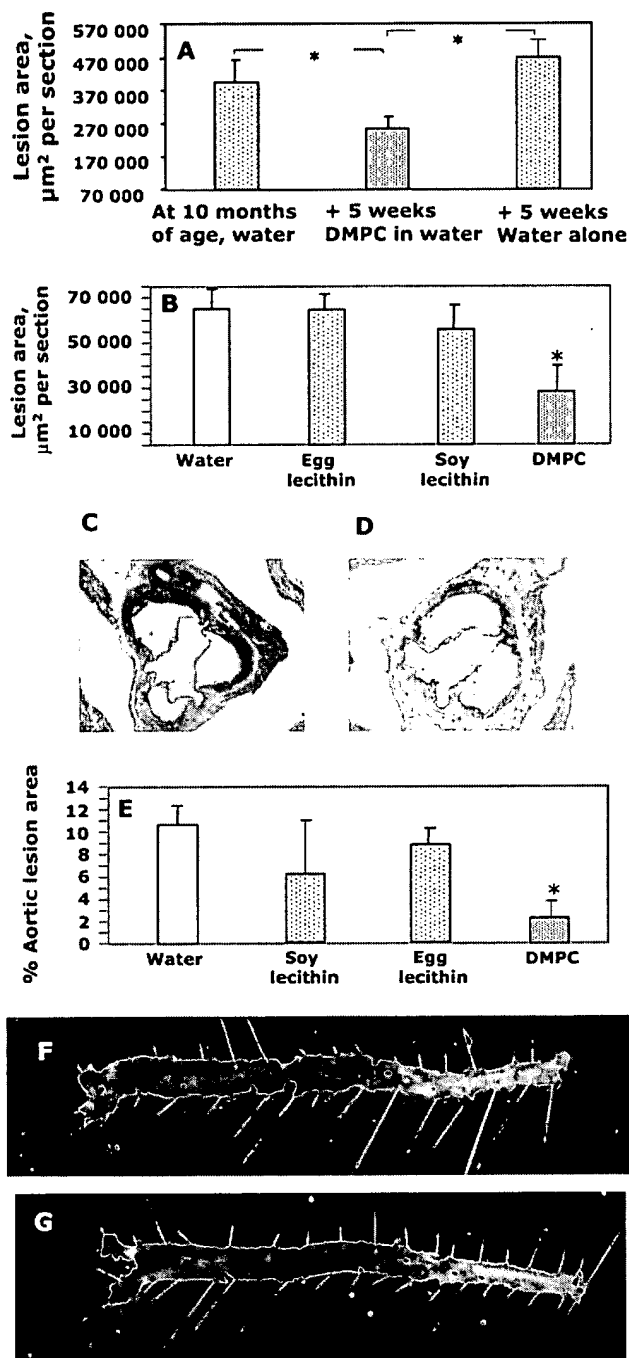 A
Lesion area,
µm² per section
570 000
470 000
370 000
270 000
170 000
70 000
*
*
At 10 months
of age, water
+ 5 weeks
DMPC in water
+ 5 weeks
Water alone
B
Lesion area,
µm² per section
70 000
50 000
30 000
10 000
*
Water
Egg
lecithin
Soy
lecithin
DMPC
C
D
E
% Aortic lesion area
14
12
10
8
6
4
2
0
*
Water
Soy
lecithin
Egg
lecithin
DMPC
F
G